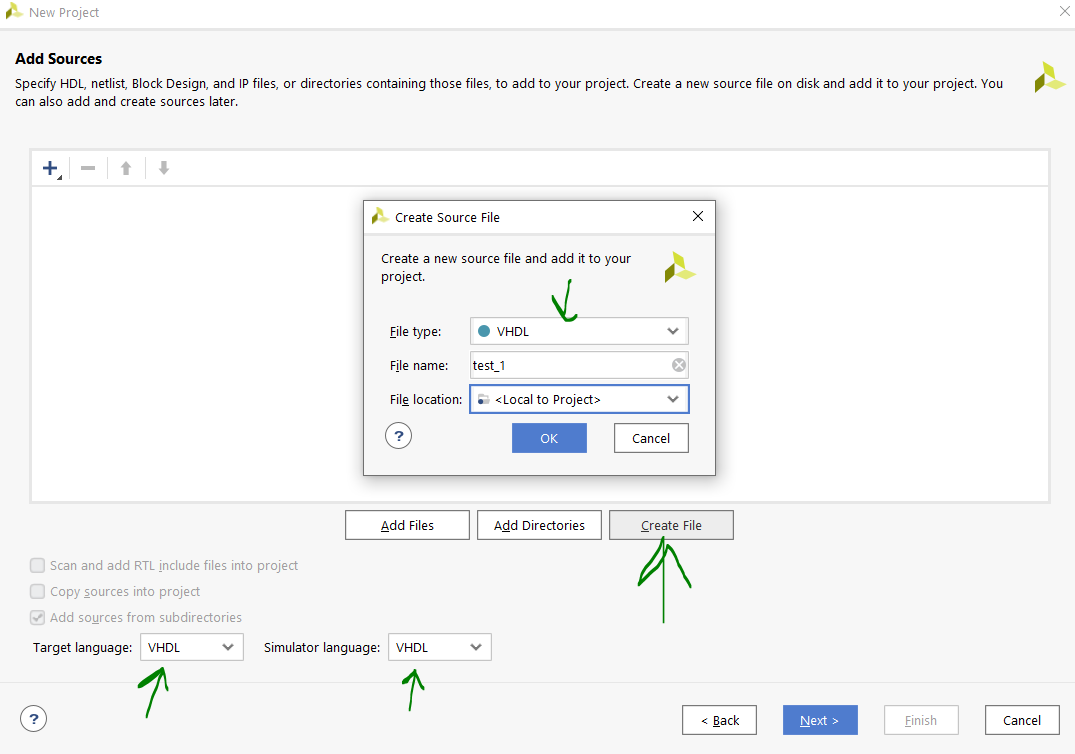 New Project
Add Sources
Specify HDL, netlist, Block Design, and IP files, or directories containing those files, to add to your project. Create a new source file on disk and add it to your project. You
can also add and create sources later.
Create Source File
Create a new source file and add it to your
project.
File type: VHDL
File name: test_1
File location: <Local to Project>
? OK Cancel
Add Files Add Directories Create File
Scan and add RTL include files into project
Copy sources into project
Add sources from subdirectories
Target language: VHDL Simulator language: VHDL
? < Back Next > Finish Cancel